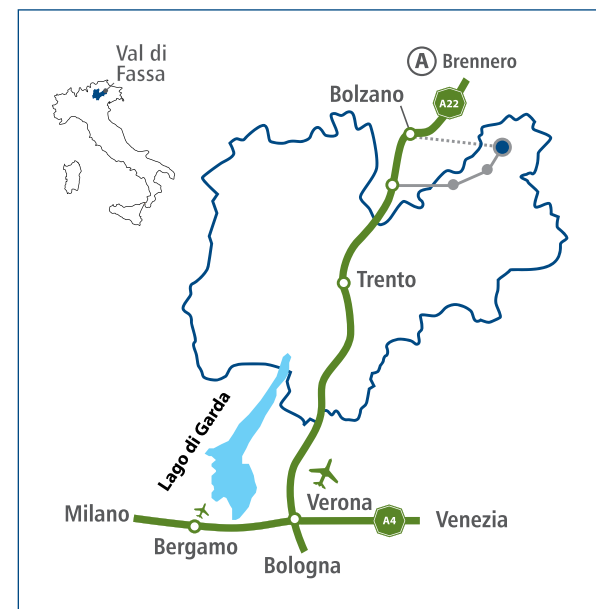 Val di
Fassa
A Brennero
Bolzano
A22
Trento
Lago di Garda
Verona
Milano
A4
Venezia
Bergamo
Bologna